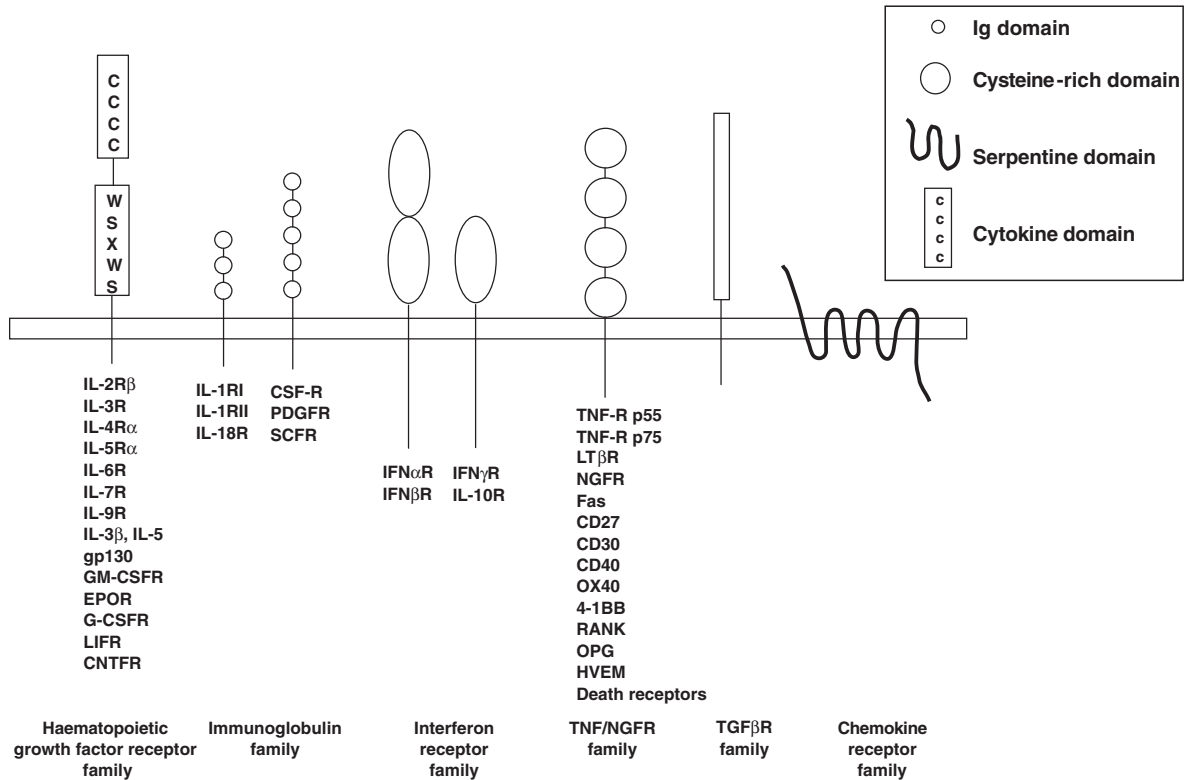 Ig domain
Cysteine-rich domain
Serpentine domain
c
c
c
c
Cytokine domain
C
C
C
C
W
S
X
W
S
IL-2Rβ
IL-3R
IL-4Rα
IL-5Rα
IL-6R
IL-7R
IL-9R
IL-3β, IL-5
gp130
GM-CSFR
EPOR
G-CSFR
LIFR
CNTFR
IL-1RI
IL-1RII
IL-18R
CSF-R
PDGFR
SCFR
IFNαR
IFNβR
IFNγR
IL-10R
TNF-R p55
TNF-R p75
LTβR
NGFR
Fas
CD27
CD30
CD40
OX40
4-1BB
RANK
OPG
HVEM
Death receptors
Haematopoietic
growth factor receptor
family
Immunoglobulin
family
Interferon
receptor
family
TNF/NGFR
family
TGFβR
family
Chemokine
receptor
family